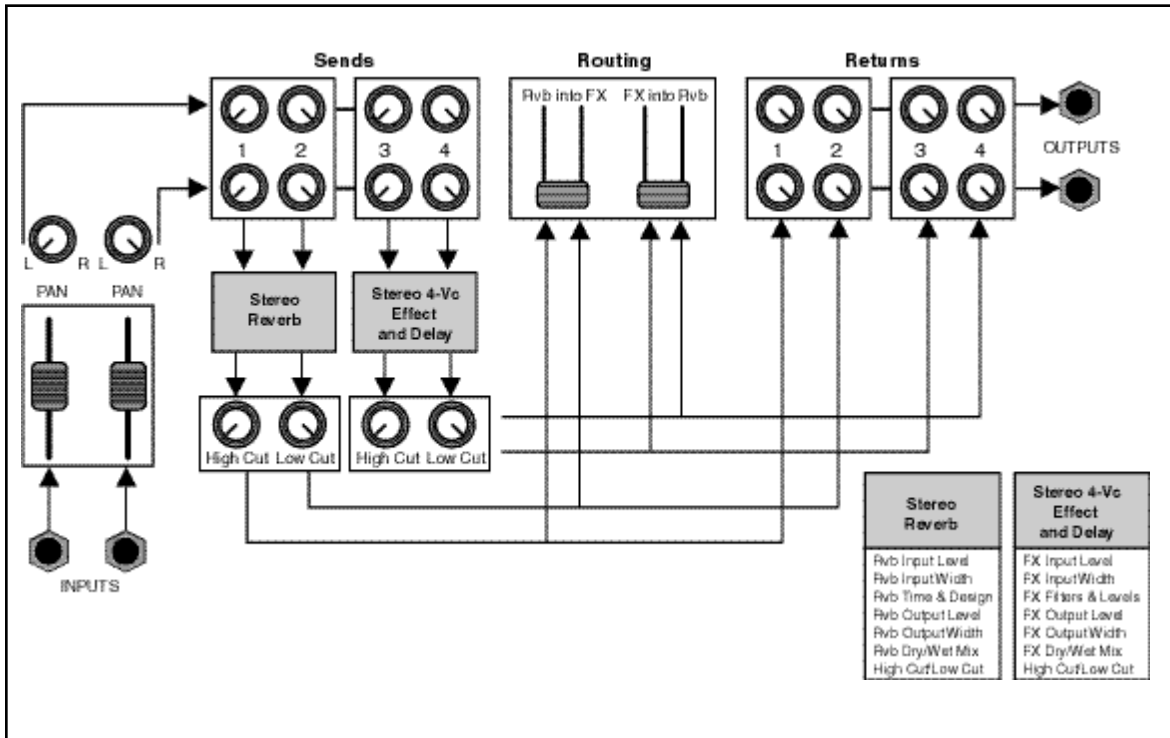 Sends
Routing
Returns
Rvb into FX
FX into Rvb
1 2 3 4
1 2 3 4
OUTPUTS
L R L R
PAN PAN
Stereo
Reverb
Stereo 4-Vc
Effect
and Delay
High Cut Low Cut
High Cut Low Cut
INPUTS
Stereo
Reverb
Rvb Input Level
Rvb Input Width
Rvb Time & Design
Rvb Output Level
Rvb Output Width
Rvb Dry/Wet Mix
High Cut/Low Cut
Stereo 4-Vc
Effect
and Delay
FX Input Level
FX Input Width
FX Filters & Levels
FX Output Level
FX Output Width
FX Dry/Wet Mix
High Cut/Low Cut